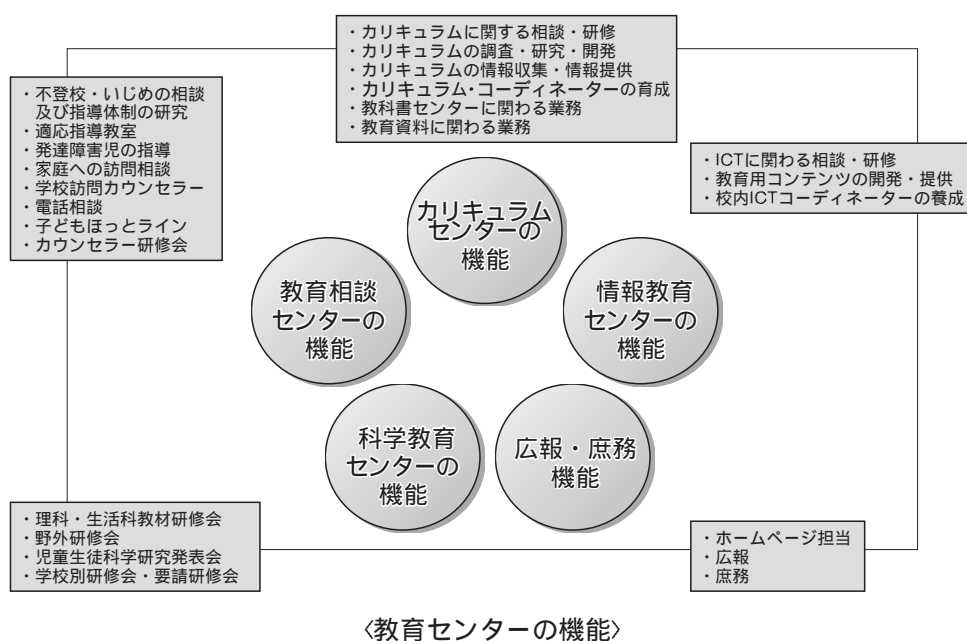 ・カリキュラムに関する相談・研修
・カリキュラムの調査・研究・開発
・カリキュラムの情報収集・情報提供
・カリキュラム・コーディネーターの育成
・教科書センターに関わる業務
・教育資料に関わる業務
・不登校・いじめの相談
及び指導体制の研究
・適応指導教室
・発達障害児の指導
・家庭への訪問相談
・学校訪問カウンセラー
・電話相談
・子どもほっとライン
・カウンセラー研修会
・ICTに関わる相談・研修
・教育用コンテンツの開発・提供
・校内ICTコーディネーターの養成
カリキュラム
センターの
機能
教育相談
センターの
機能
情報教育
センターの
機能
科学教育
センターの
機能
広報・庶務
機能
・理科・生活科教材研修会
・野外研修会
・児童生徒科学研究発表会
・学校別研修会・要請研修会
・ホームページ担当
・広報
・庶務
〈教育センターの機能〉